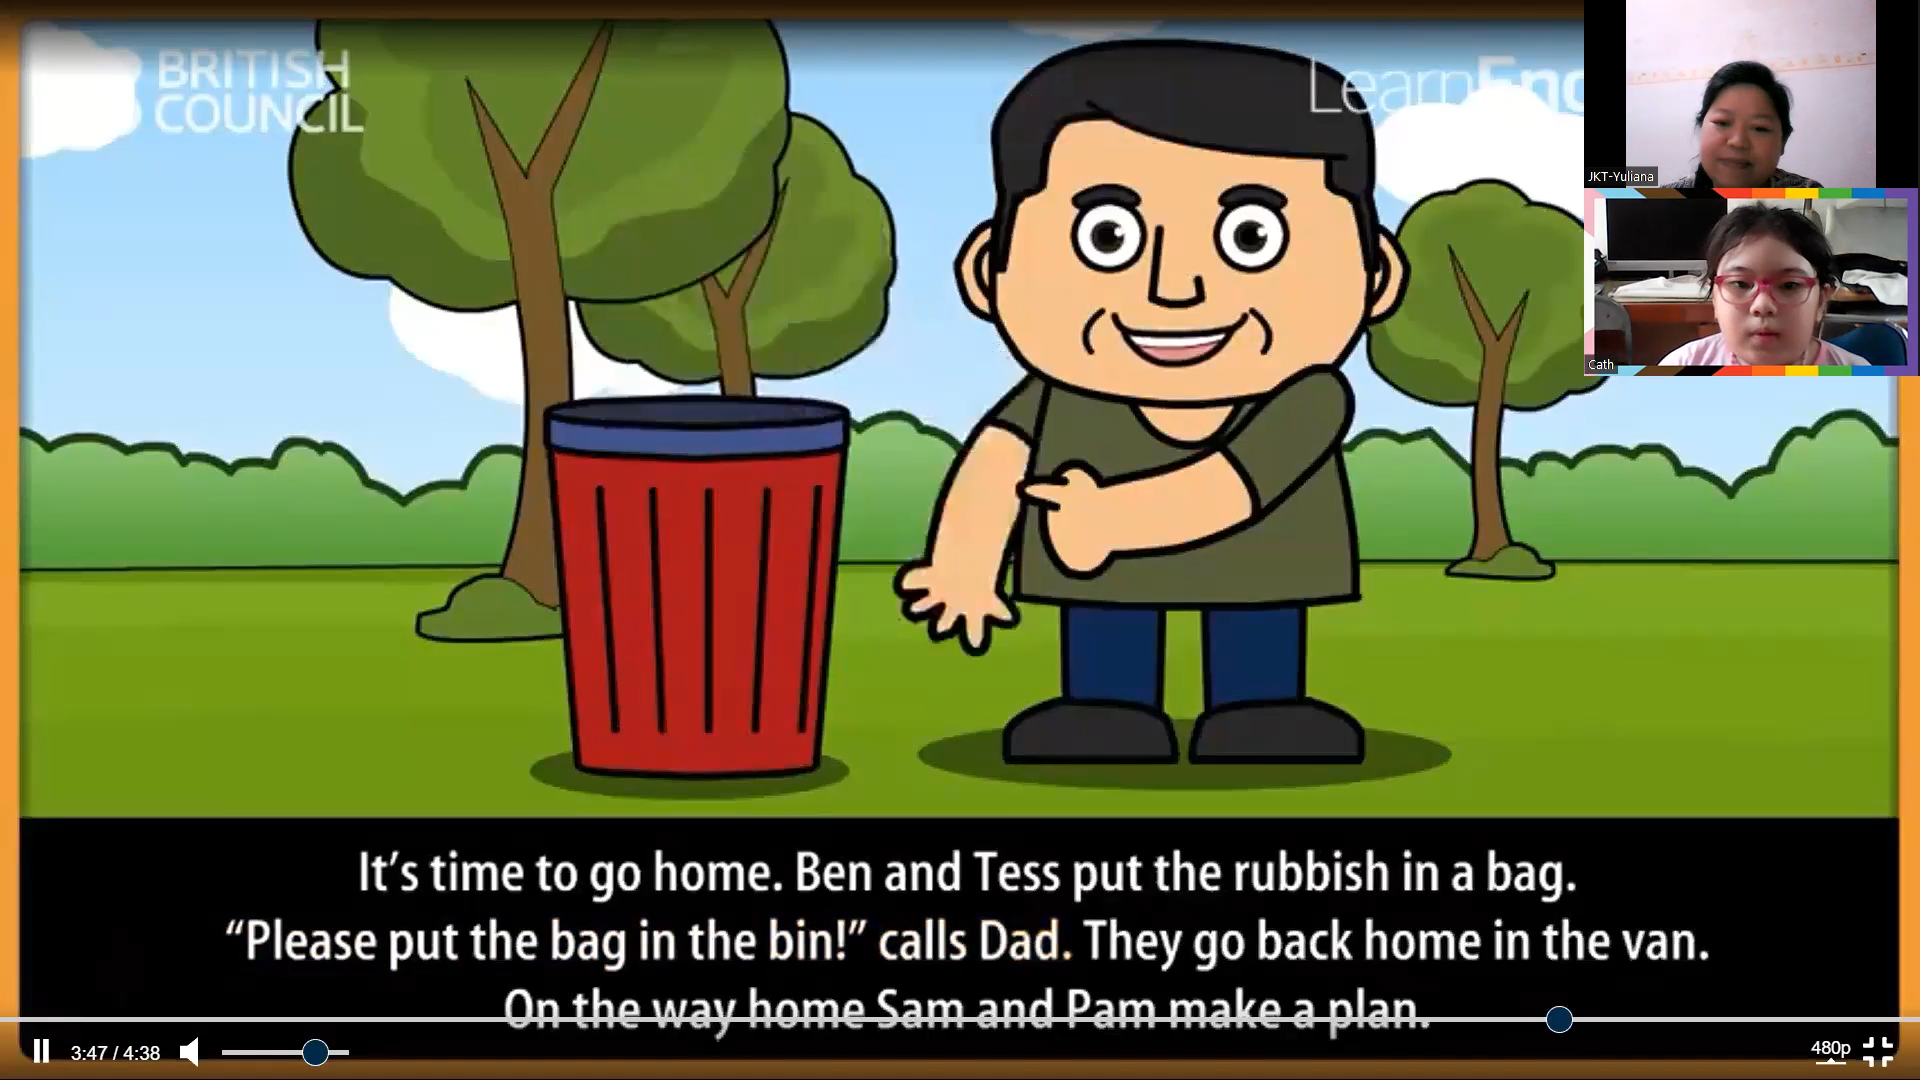 BRITISH
COUNCIL
LearnEng
JKT-Yuliana
Cath
It's time to go home. Ben and Tess put the rubbish in a bag.
“Please put the bag in the bin!” calls Dad. They go back home in the van.
On the way home Sam and Pam make a plan.
3:47 / 4:38
480p